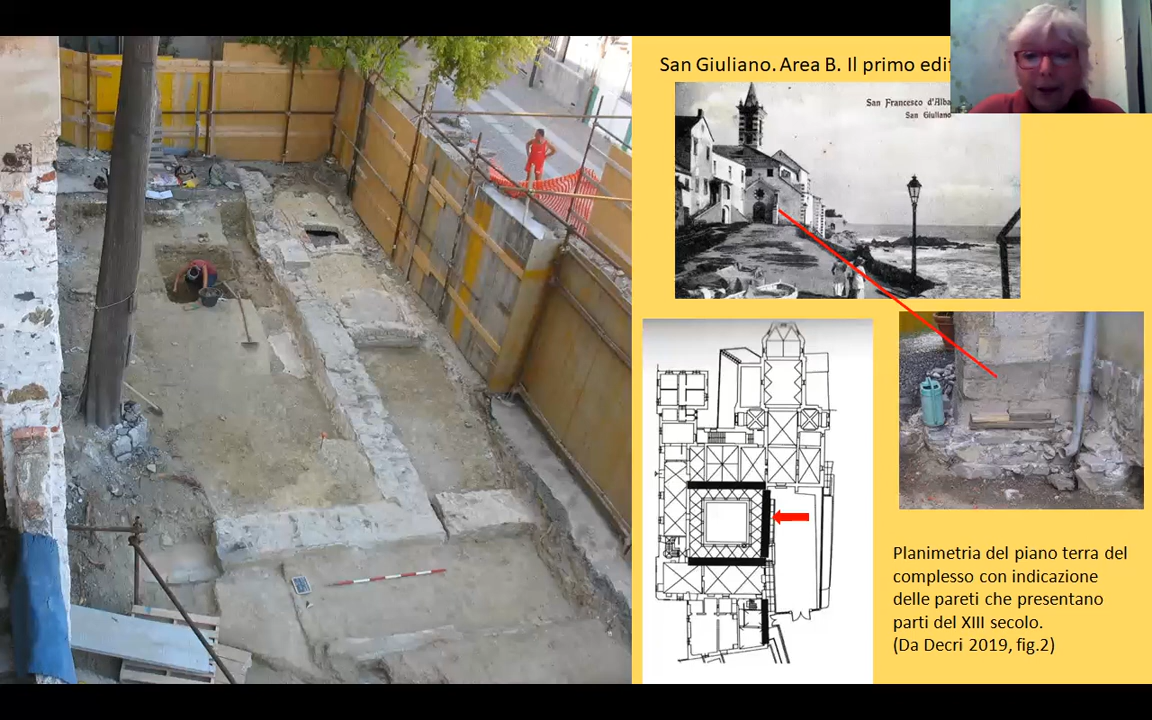 San Giuliano. Area B. Il primo
San Francesco d'Alba
San Giuliano
Planimetria del piano terra del
complesso con indicazione
delle pareti che presentano
parti del XIII secolo.
(Da Decri 2019, fig.2)